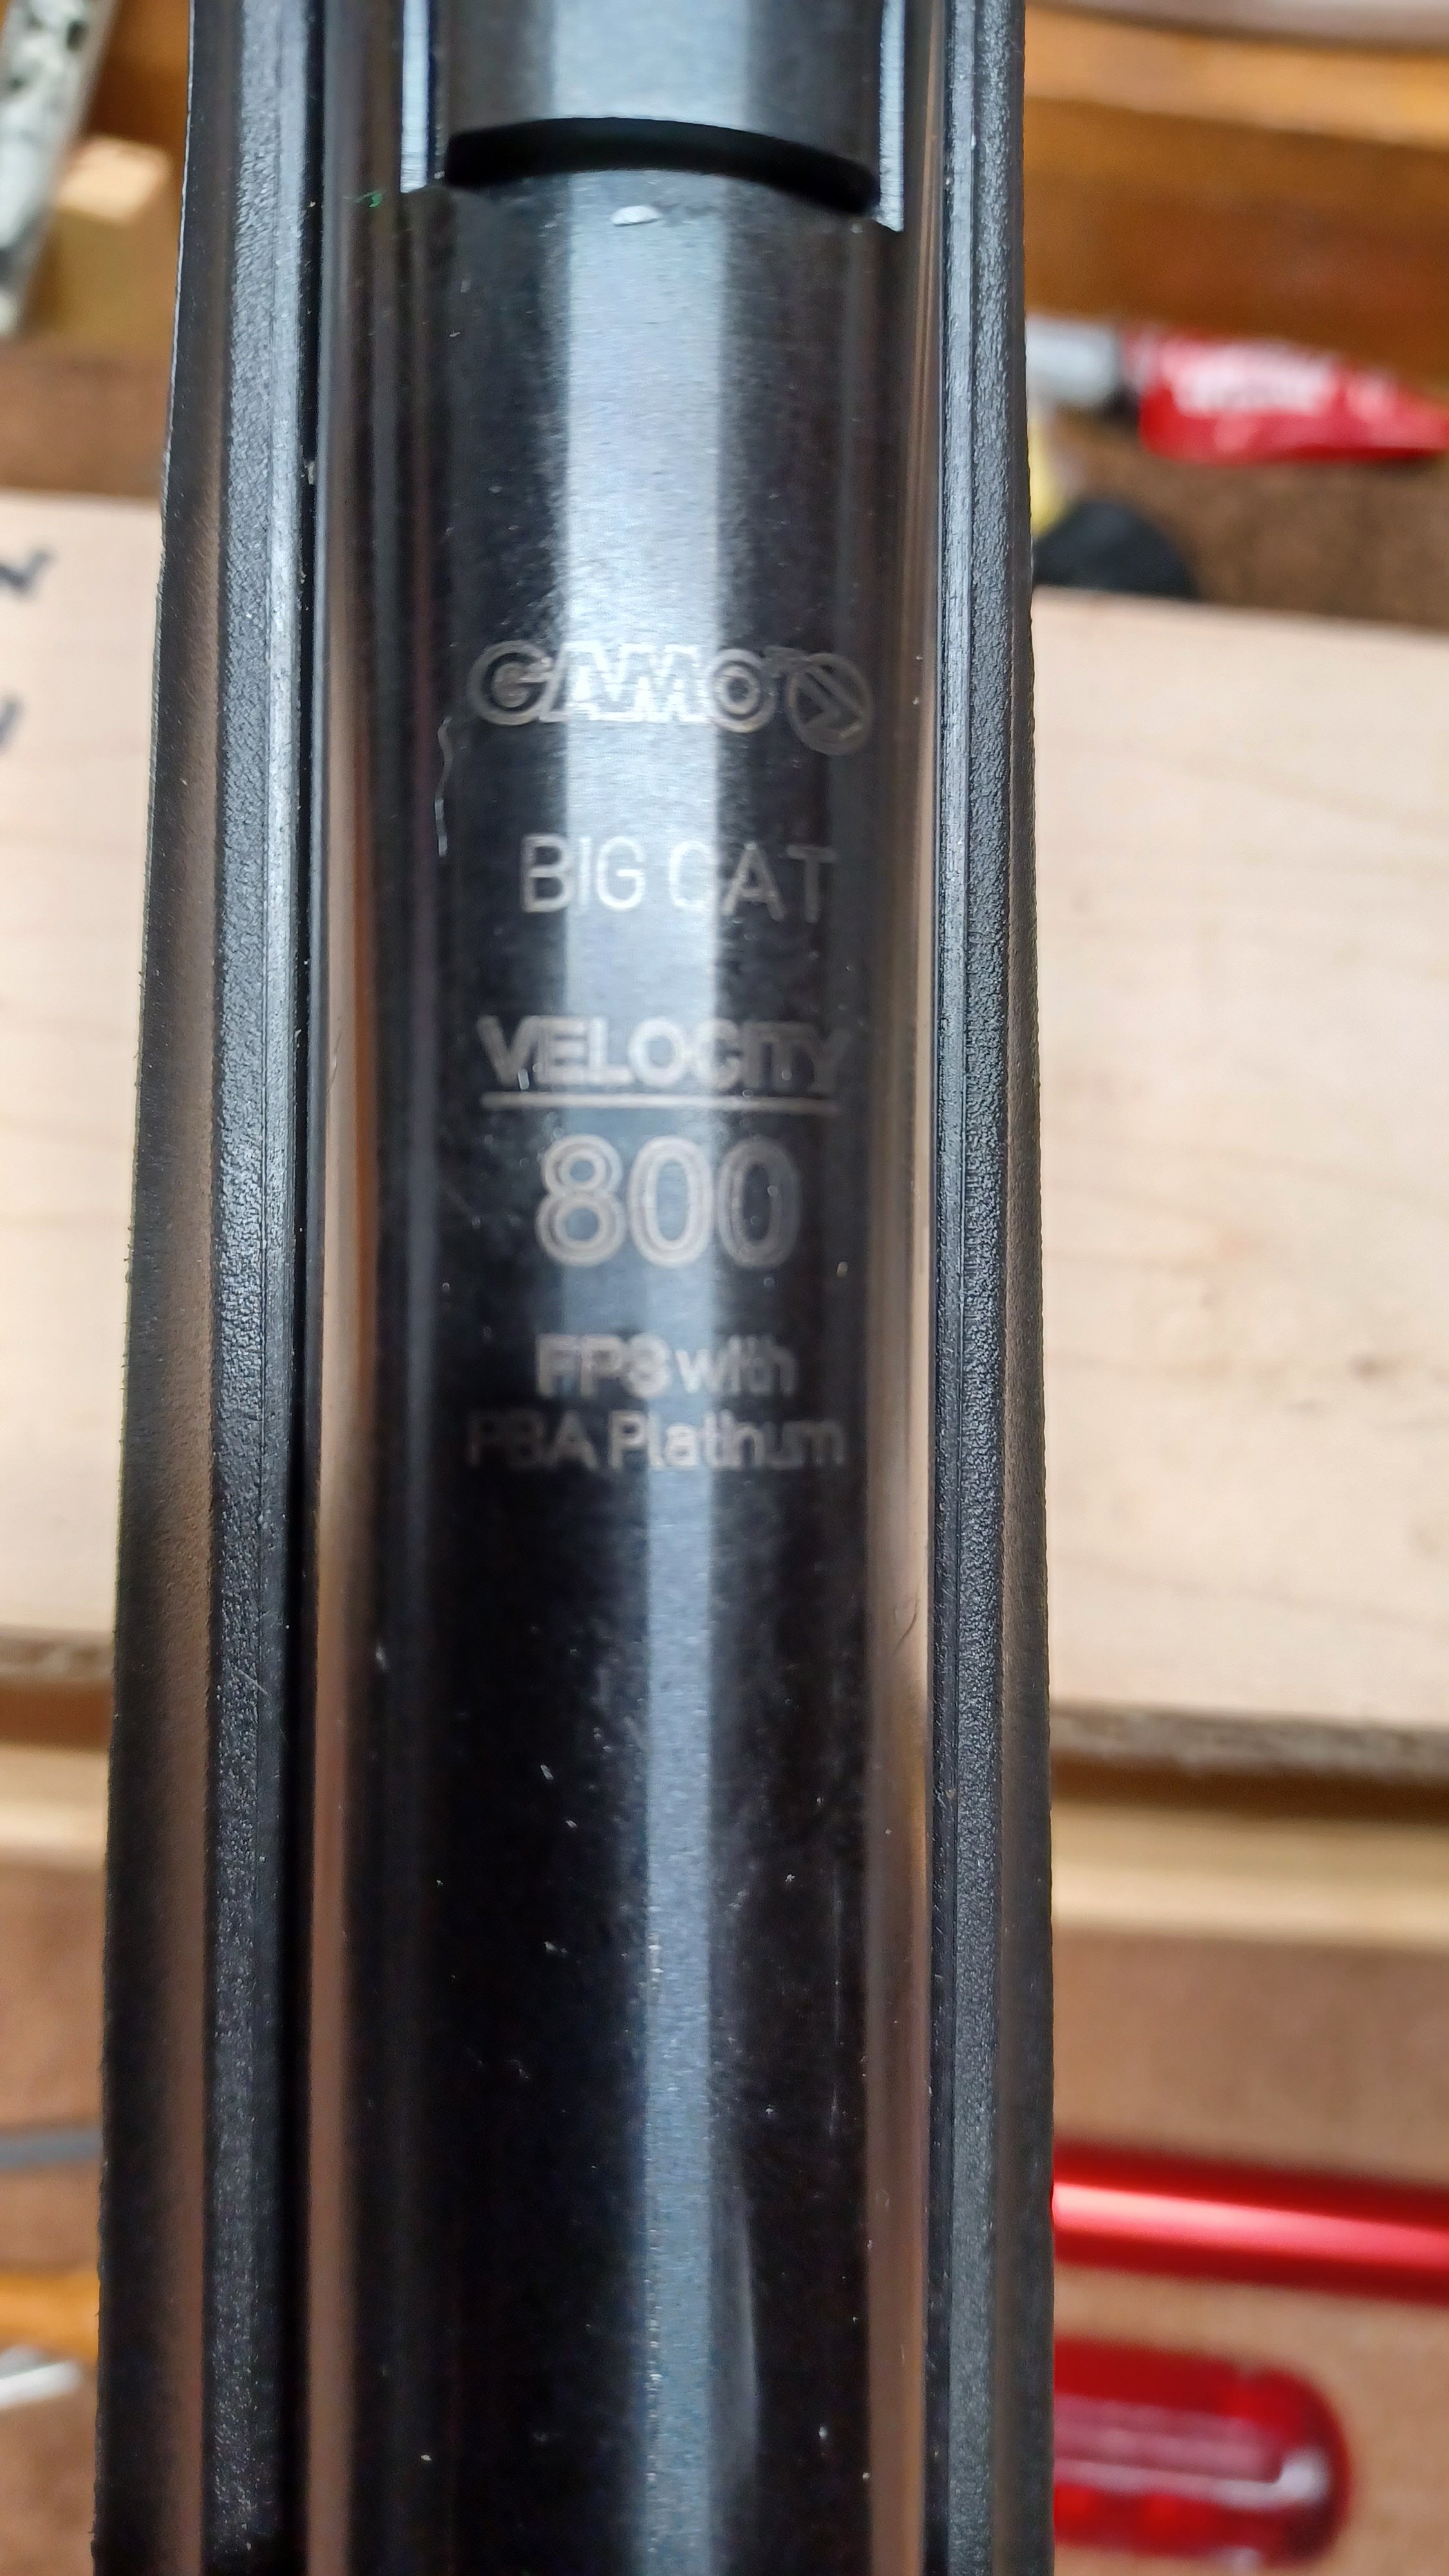 GAMO
BIG CAT
VELOCITY
800
FPS with
PBA Platinum